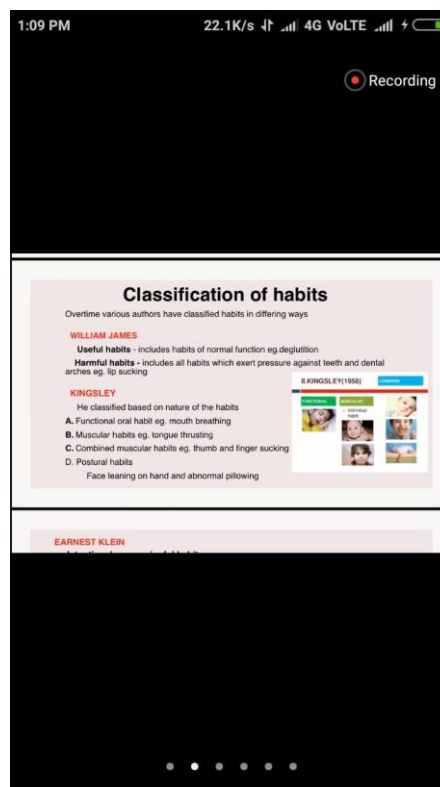 1:09 PM
22.1K/s 4G VoLTE
Recording
Classification of habits
Overtime various authors have classified habits in differing ways
WILLIAM JAMES
Useful habits - includes habits of normal function eg.deglutition
Harmful habits - includes all habits which exert pressure against teeth and dental
arches eg. lip sucking
KINGSLEY
He classified based on nature of the habits
A. Functional oral habit eg. mouth breathing
B. Muscular habits eg. tongue thrusting
C. Combined muscular habits eg. thumb and finger sucking
D. Postural habits
Face leaning on hand and abnormal pillowing
II.KINGSLEY(1958)
COMBINED
FUNCTIONAL
MUSCULAR
EARNEST KLEIN